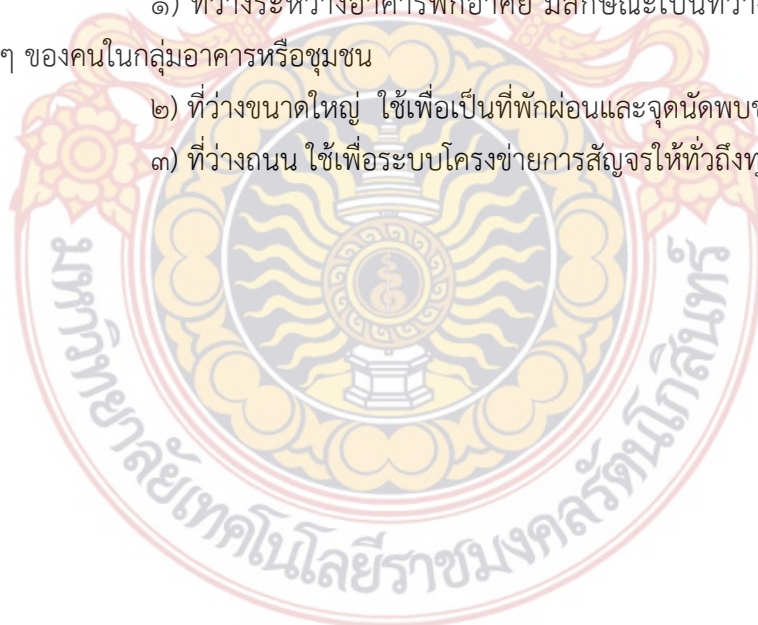 ๑) ที่ว่างระหว่างอาคารพักอาศัย มีลักษณะเป็นที่ว่าง
ๆ ของคนในกลุ่มอาคารหรือชุมชน
๒) ที่ว่างขนาดใหญ่ ใช้เพื่อเป็นที่พักผ่อนและจุดนัดพบ
๓) ที่ว่างถนน ใช้เพื่อระบบโครงข่ายการสัญจรให้ทั่วถึง
มหาวิทยาลัยเทคโนโลยีราชมงคลรัตนโกสินทร์